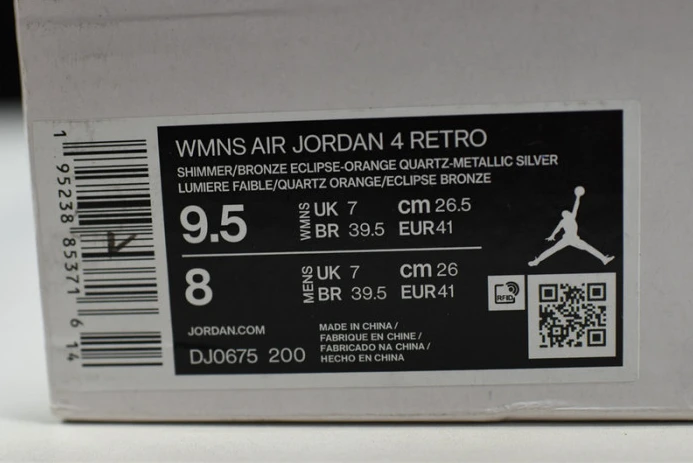 WMNS AIR JORDAN 4 RETRO
SHIMMER/BRONZE ECLIPSE-ORANGE QUARTZ-METALLIC SILVER
LUMIERE FAIBLE/QUARTZ ORANGE/ECLIPSE BRONZE
9.5 WMNS UK 7 cm 26.5
BR 39.5 EUR 41
8 MENS UK 7 cm 26
BR 39.5 EUR 41
JORDAN.COM
DJ0675 200
MADE IN CHINA /
FABRIQUE EN CHINE /
FABRICADO NA CHINA /
HECHO EN CHINA
RFID
1 95238 85371 6 14